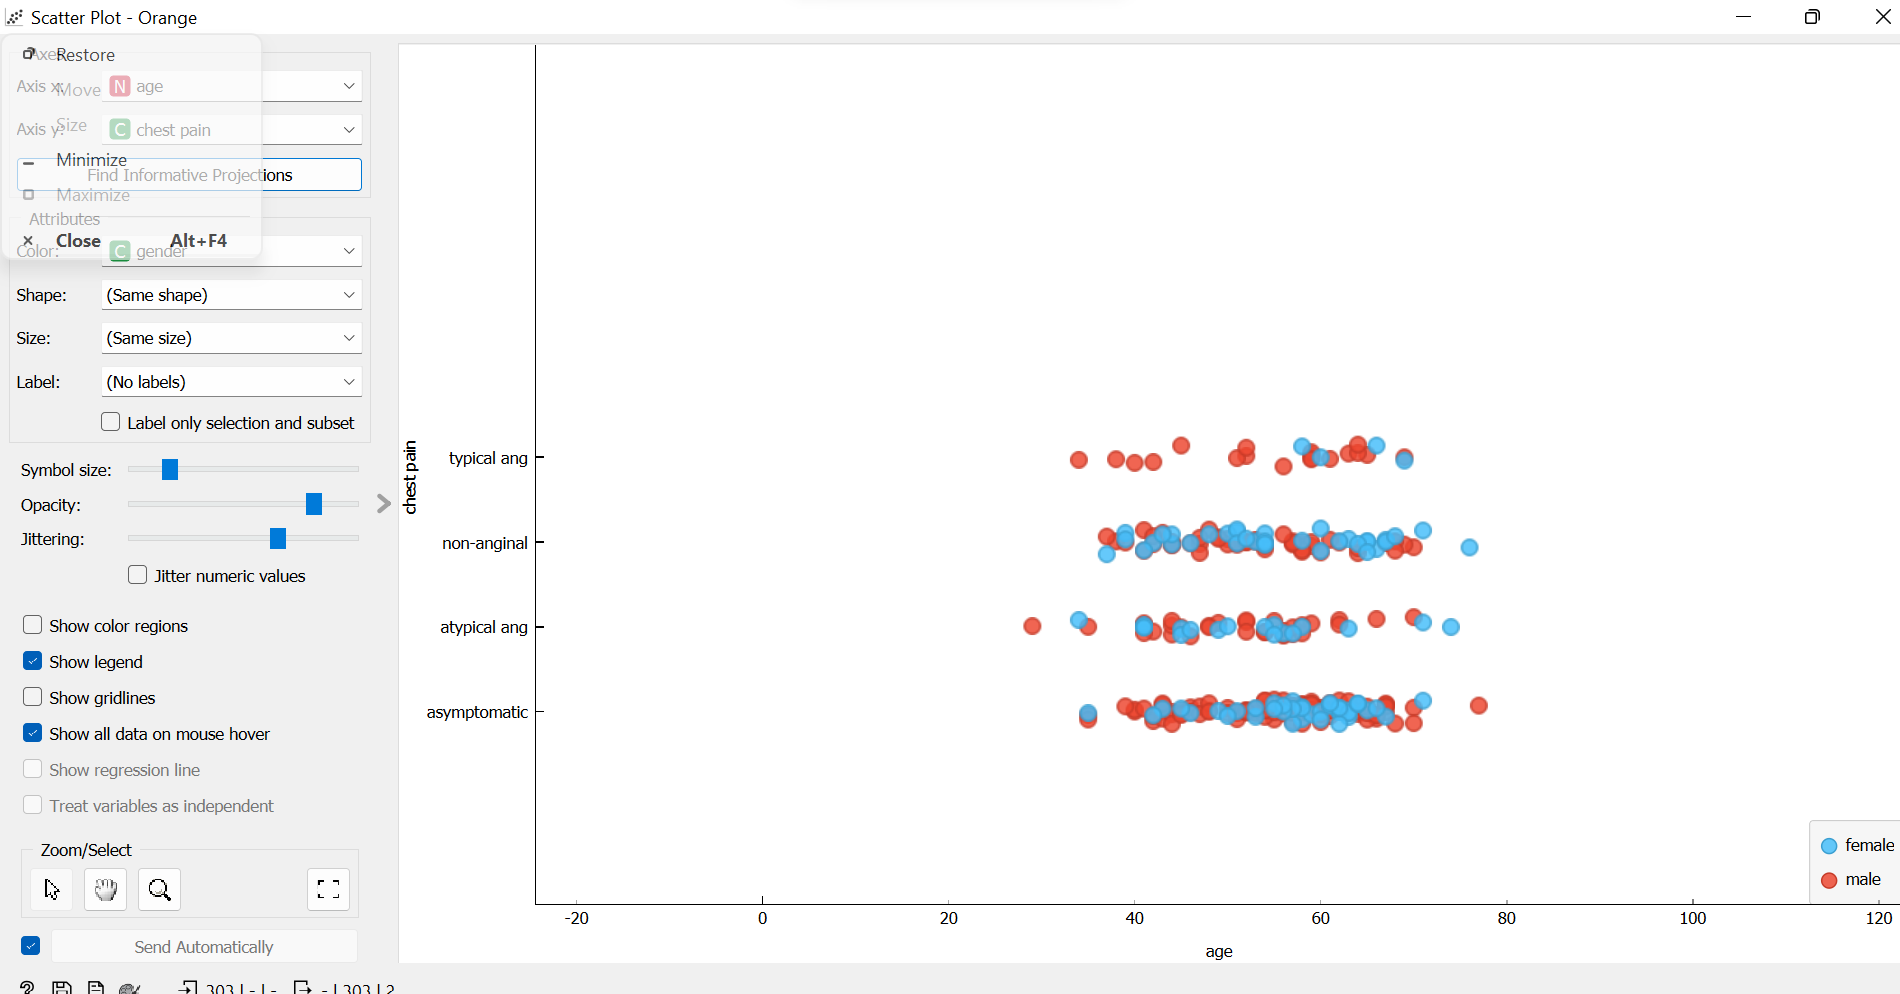 Scatter Plot - Orange
Axes
Restore
Axis x:
Move
N age
Axis y:
Size
C chest pain
Minimize
Find Informative Projections
Maximize
Attributes
Close Alt+F4
Color:
C gender
Shape: (Same shape)
Size: (Same size)
Label: (No labels)
Label only selection and subset
Symbol size:
Opacity:
Jittering:
Jitter numeric values
Show color regions
Show legend
Show gridlines
Show all data on mouse hover
Show regression line
Treat variables as independent
Zoom/Select
Send Automatically
? 303 | - | - - | 303 | 2
chest pain
typical ang
non-anginal
atypical ang
asymptomatic
female
male
-20 0 20 40 60 80 100 120
age